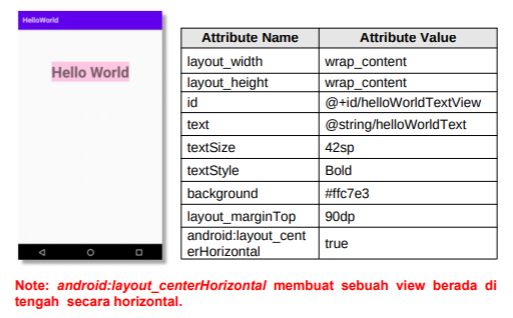 HelloWorld
Hello World
Attribute Name Attribute Value
layout_width wrap_content
layout_height wrap_content
id @+id/helloWorldTextView
text @string/helloWorldText
textSize 42sp
textStyle Bold
background #ffc7e3
layout_marginTop 90dp
android:layout_cent
erHorizontal true
Note: android:layout_centerHorizontal membuat sebuah view berada di
tengah secara horizontal.